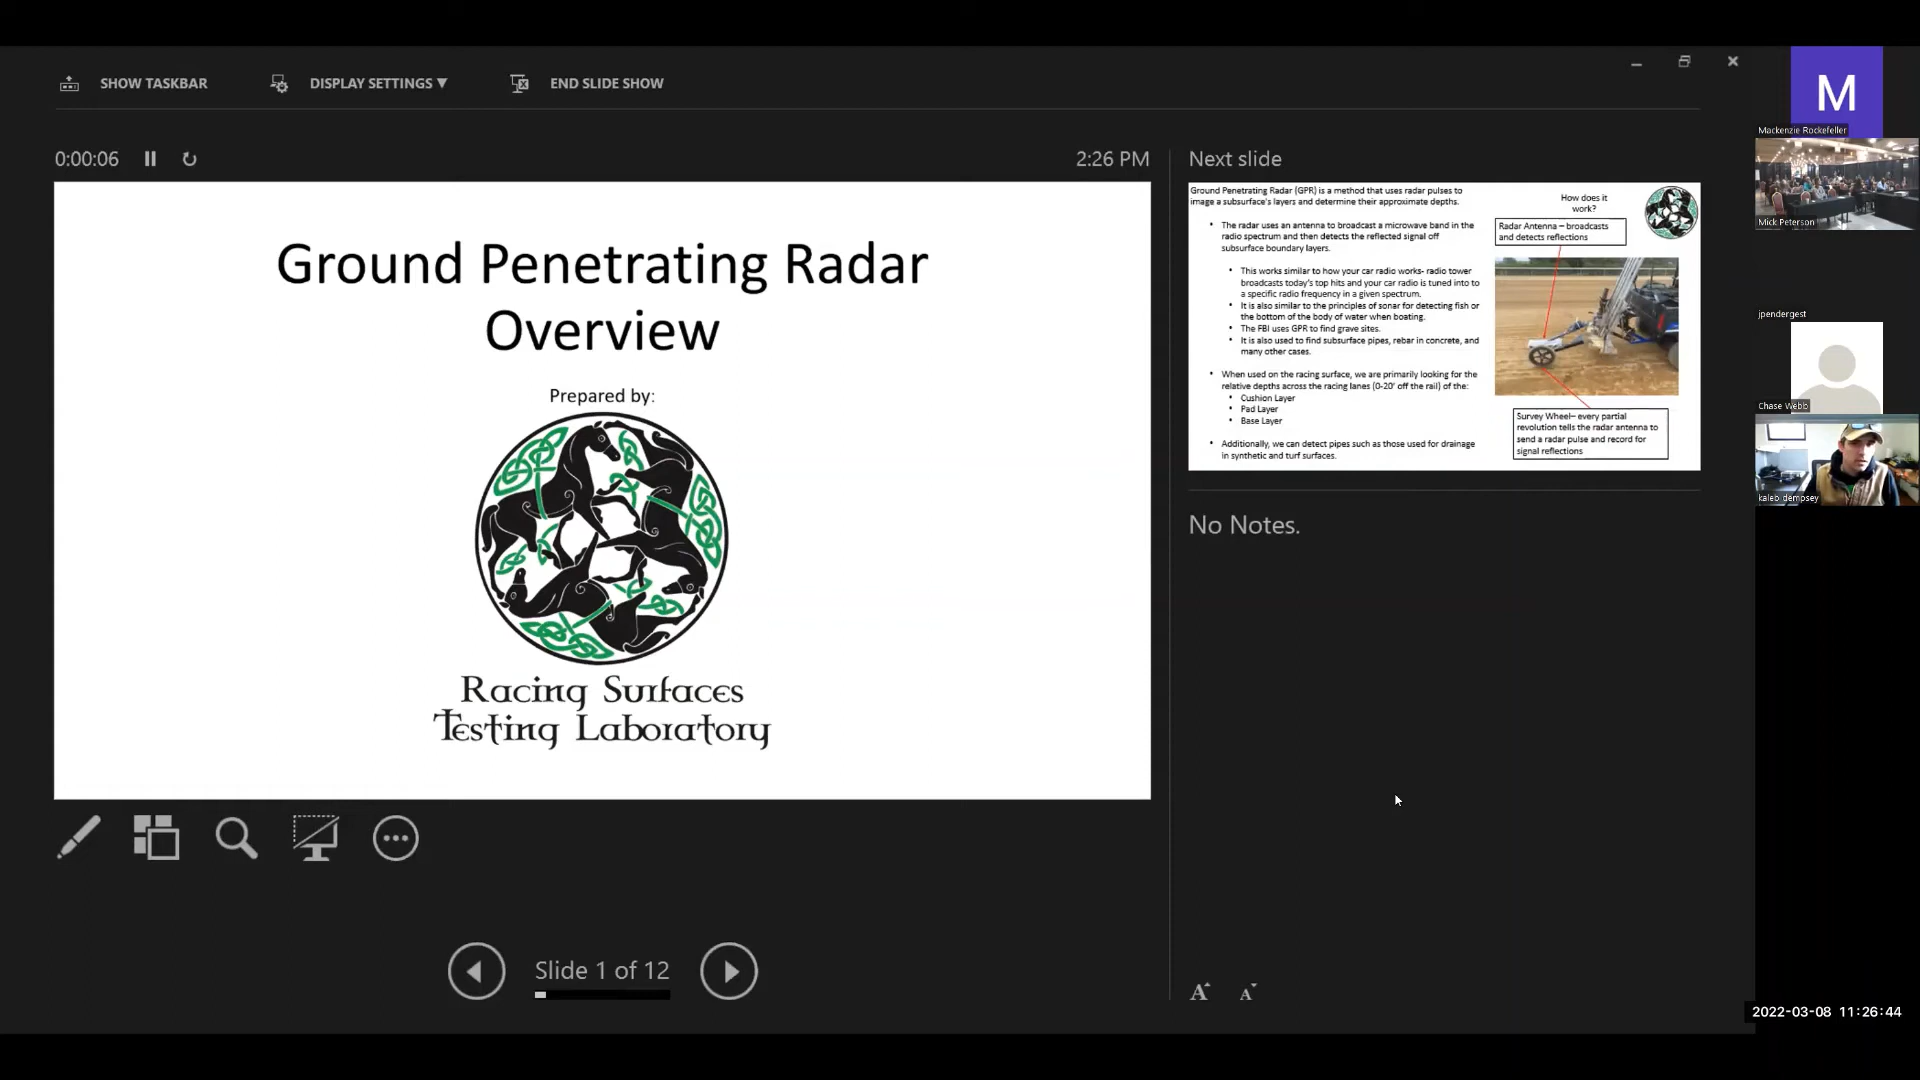 SHOW TASKBAR
DISPLAY SETTINGS ▼
END SLIDE SHOW
0:00:06
2:26 PM
Ground Penetrating Radar
Overview
Prepared by:
Racing Surfaces
Testing Laboratory
Slide 1 of 12
Next slide
Ground Penetrating Radar (GPR) is a method that uses radar pulses to
image a subsurface's layers and determine their approximate depths.
• The radar uses an antenna to broadcast a microwave band in the
radio spectrum and then detects the reflected signal off
subsurface boundary layers.
• This works similar to how your car radio works- radio tower
broadcasts today's top hits and your car radio is tuned into to
a specific radio frequency in a given spectrum.
• It is also similar to the principles of sonar for detecting fish or
the bottom of the body of water when boating.
• The FBI uses GPR to find grave sites.
• It is also used to find subsurface pipes, rebar in concrete, and
many other cases.
• When used on the racing surface, we are primarily looking for the
relative depths across the racing lanes (0-20' off the rail) of the:
• Cushion Layer
• Pad Layer
• Base Layer
• Additionally, we can detect pipes such as those used for drainage
in synthetic and turf surfaces.
How does it
work?
Radar Antenna – broadcasts
and detects reflections
Survey Wheel– every partial
revolution tells the radar antenna to
send a radar pulse and record for
signal reflections
No Notes.
A
A
M
Mackenzie Rockefeller
Mick Peterson
jpendergest
Chase Webb
kaleb dempsey
2022-03-08 11:26:44